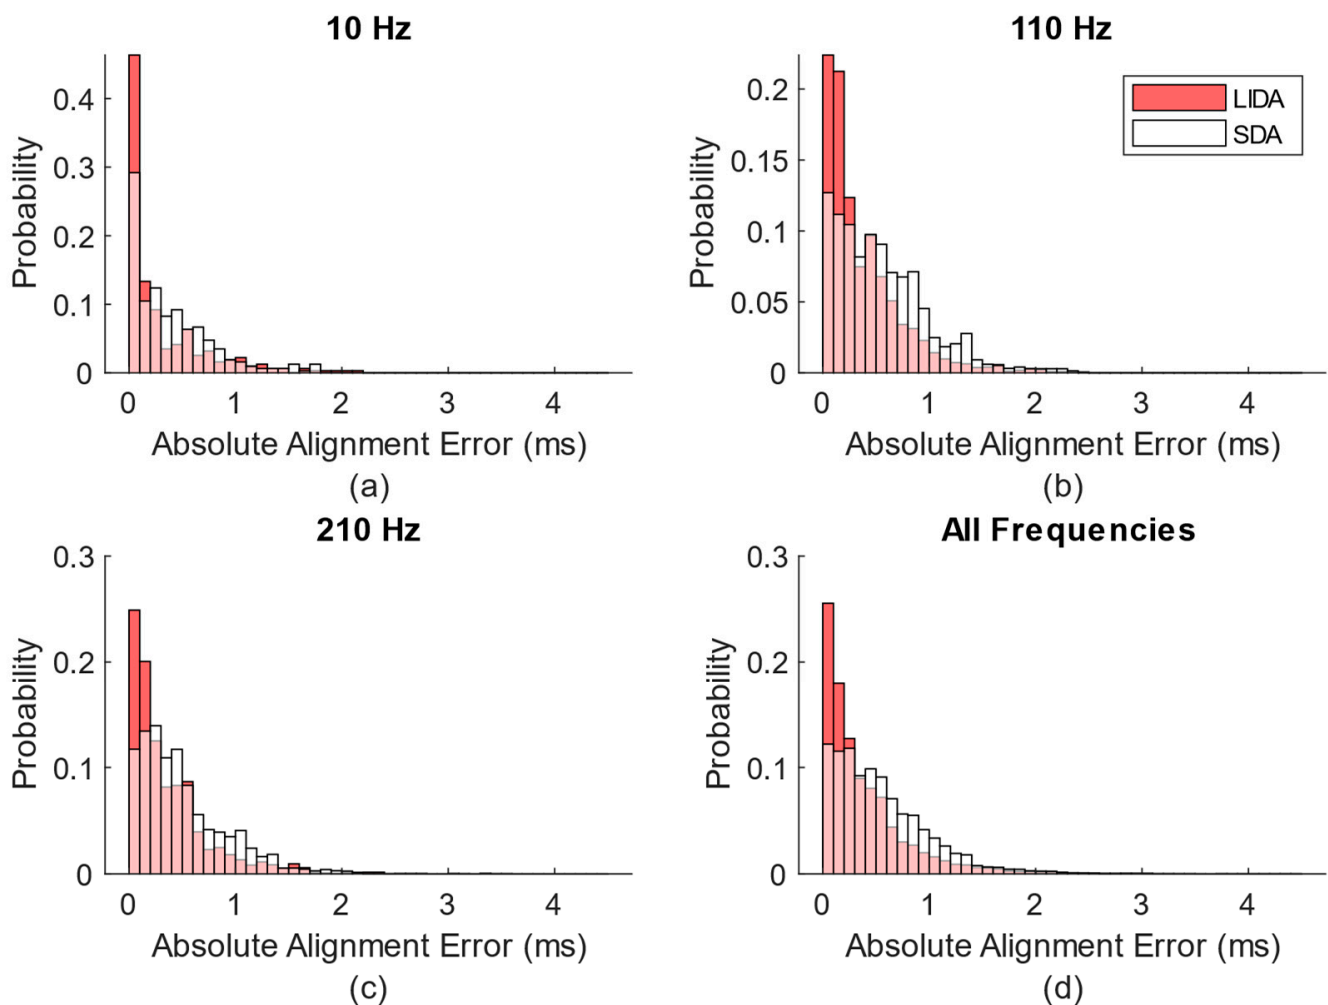 10 Hz
0.4
0.3
0.2
0.1
0
0 1 2 3 4
Probability
Absolute Alignment Error (ms)
(a)
110 Hz
LIDA
SDA
0.2
0.15
0.1
0.05
0
0 1 2 3 4
Probability
Absolute Alignment Error (ms)
(b)
210 Hz
0.3
0.2
0.1
0
0 1 2 3 4
Probability
Absolute Alignment Error (ms)
(c)
All Frequencies
0.3
0.2
0.1
0
0 1 2 3 4
Probability
Absolute Alignment Error (ms)
(d)